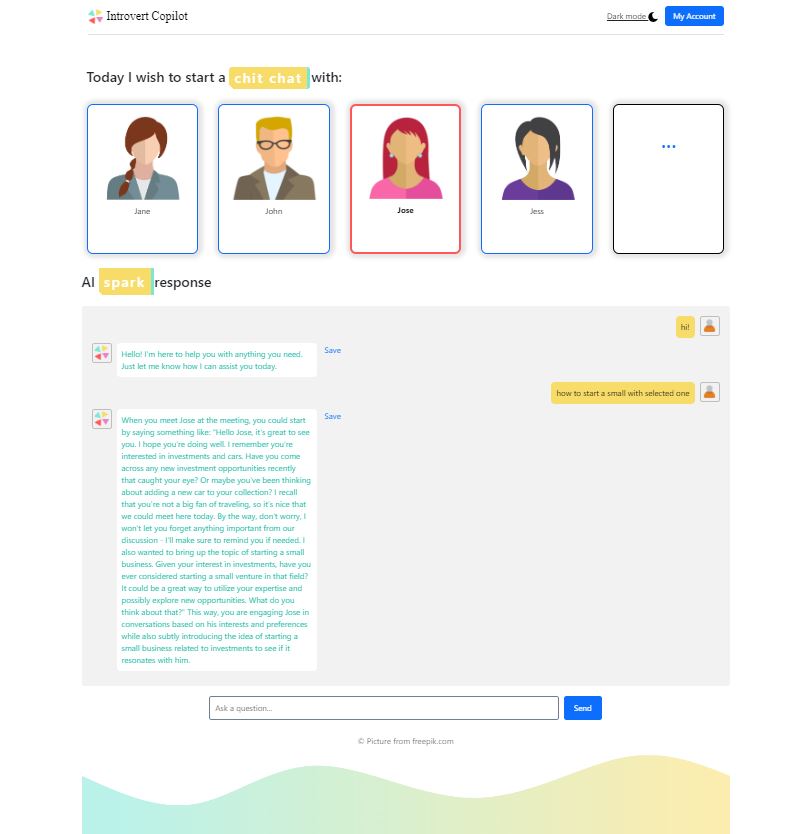 Introvert Copilot
Dark mode
My Account
Today I wish to start a chit chat with:
Jane
John
Jose
Jess
...
AI spark response
hi!
Hello! I'm here to help you with anything you need.
Just let me know how I can assist you today.
Save
how to start a small with selected one
When you meet Jose at the meeting, you could start
by saying something like: "Hello Jose, it's great to see
you. I hope you're doing well. I remember you're
interested in investments and cars. Have you come
across any new investment opportunities recently
that caught your eye? Or maybe you've been thinking
about adding a new car to your collection? I recall
that you're not a big fan of traveling, so it's nice that
we could meet here today. By the way, don't worry, I
won't let you forget anything important from our
discussion - I'll make sure to remind you if needed. I
also wanted to bring up the topic of starting a small
business. Given your interest in investments, have you
ever considered starting a small venture in that field?
It could be a great way to utilize your expertise and
possibly explore new opportunities. What do you
think about that?" This way, you are engaging Jose in
conversations based on his interests and preferences
while also subtly introducing the idea of starting a
small business related to investments to see if it
resonates with him.
Save
Ask a question...
Send
© Picture from freepik.com